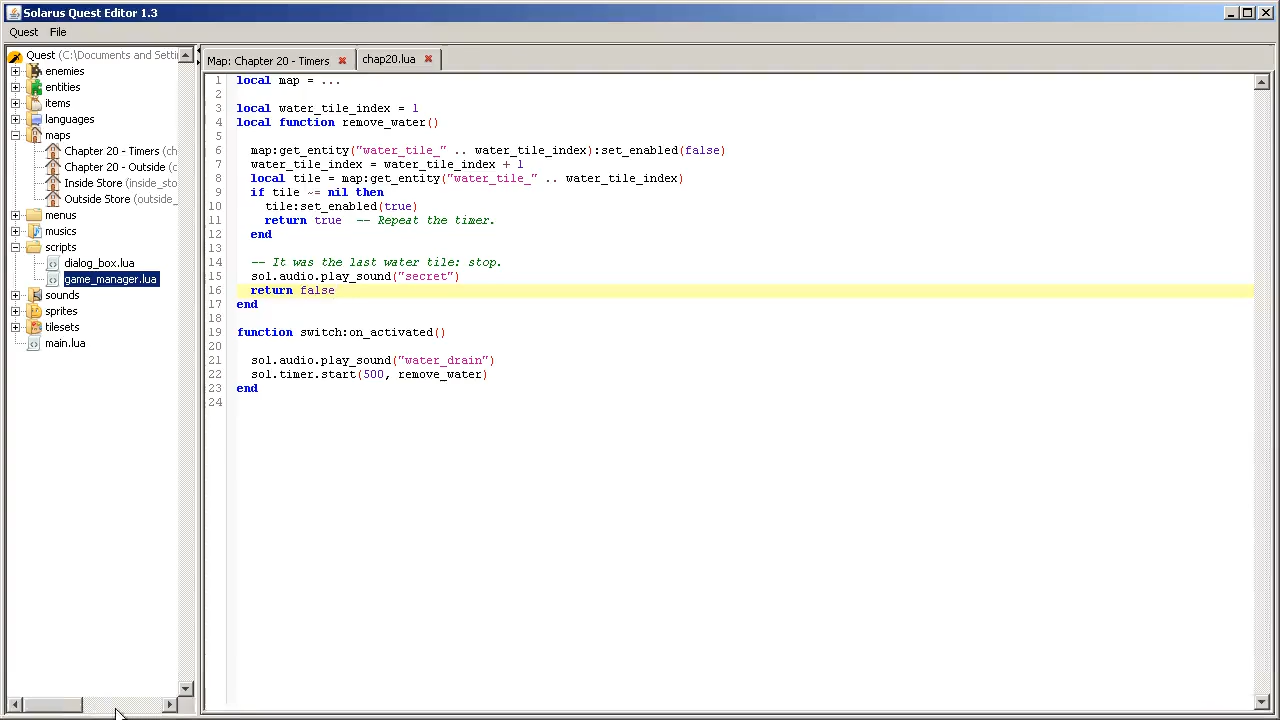 Solarus Quest Editor 1.3
Quest File
Quest (C:\Documents and Setti
enemies
entities
items
languages
maps
Chapter 20 - Timers (ch
Chapter 20 - Outside (c
Inside Store (inside_sto
Outside Store (outside_
menus
musics
scripts
dialog_box.lua
game_manager.lua
sounds
sprites
tilesets
main.lua
Map: Chapter 20 - Timers chap20.lua
1 local map = ...
2
3 local water_tile_index = 1
4 local function remove_water()
5
6 map:get_entity("water_tile_" .. water_tile_index):set_enabled(false)
7 water_tile_index = water_tile_index + 1
8 local tile = map:get_entity("water_tile_" .. water_tile_index)
9 if tile ~= nil then
10 tile:set_enabled(true)
11 return true -- Repeat the timer.
12 end
13
14 -- It was the last water tile: stop.
15 sol.audio.play_sound("secret")
16 return false
17 end
18
19 function switch:on_activated()
20
21 sol.audio.play_sound("water_drain")
22 sol.timer.start(500, remove_water)
23 end
24